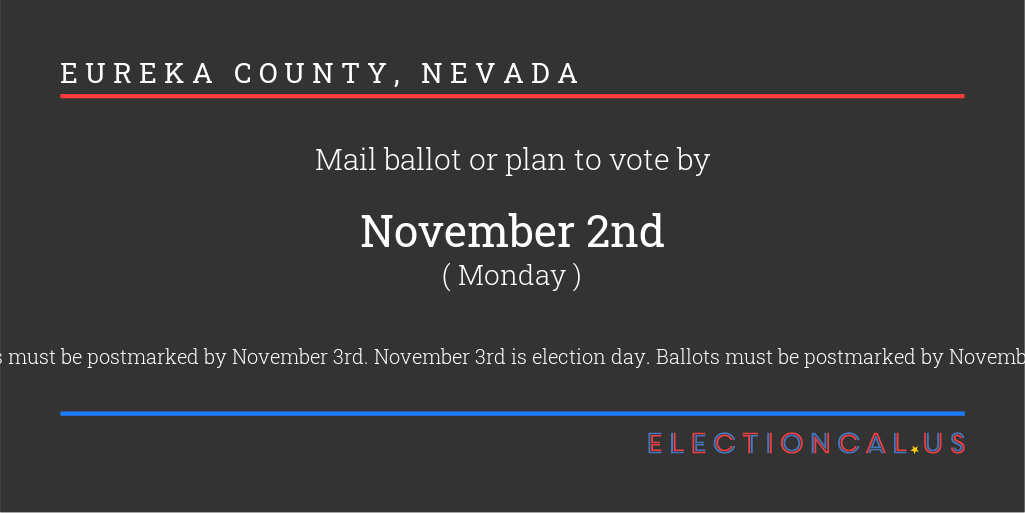 EUREKA COUNTY, NEVADA
Mail ballot or plan to vote by
November 2nd
( Monday )
must be postmarked by November 3rd. November 3rd is election day. Ballots must be postmarked by
ELECTIONCAL.US